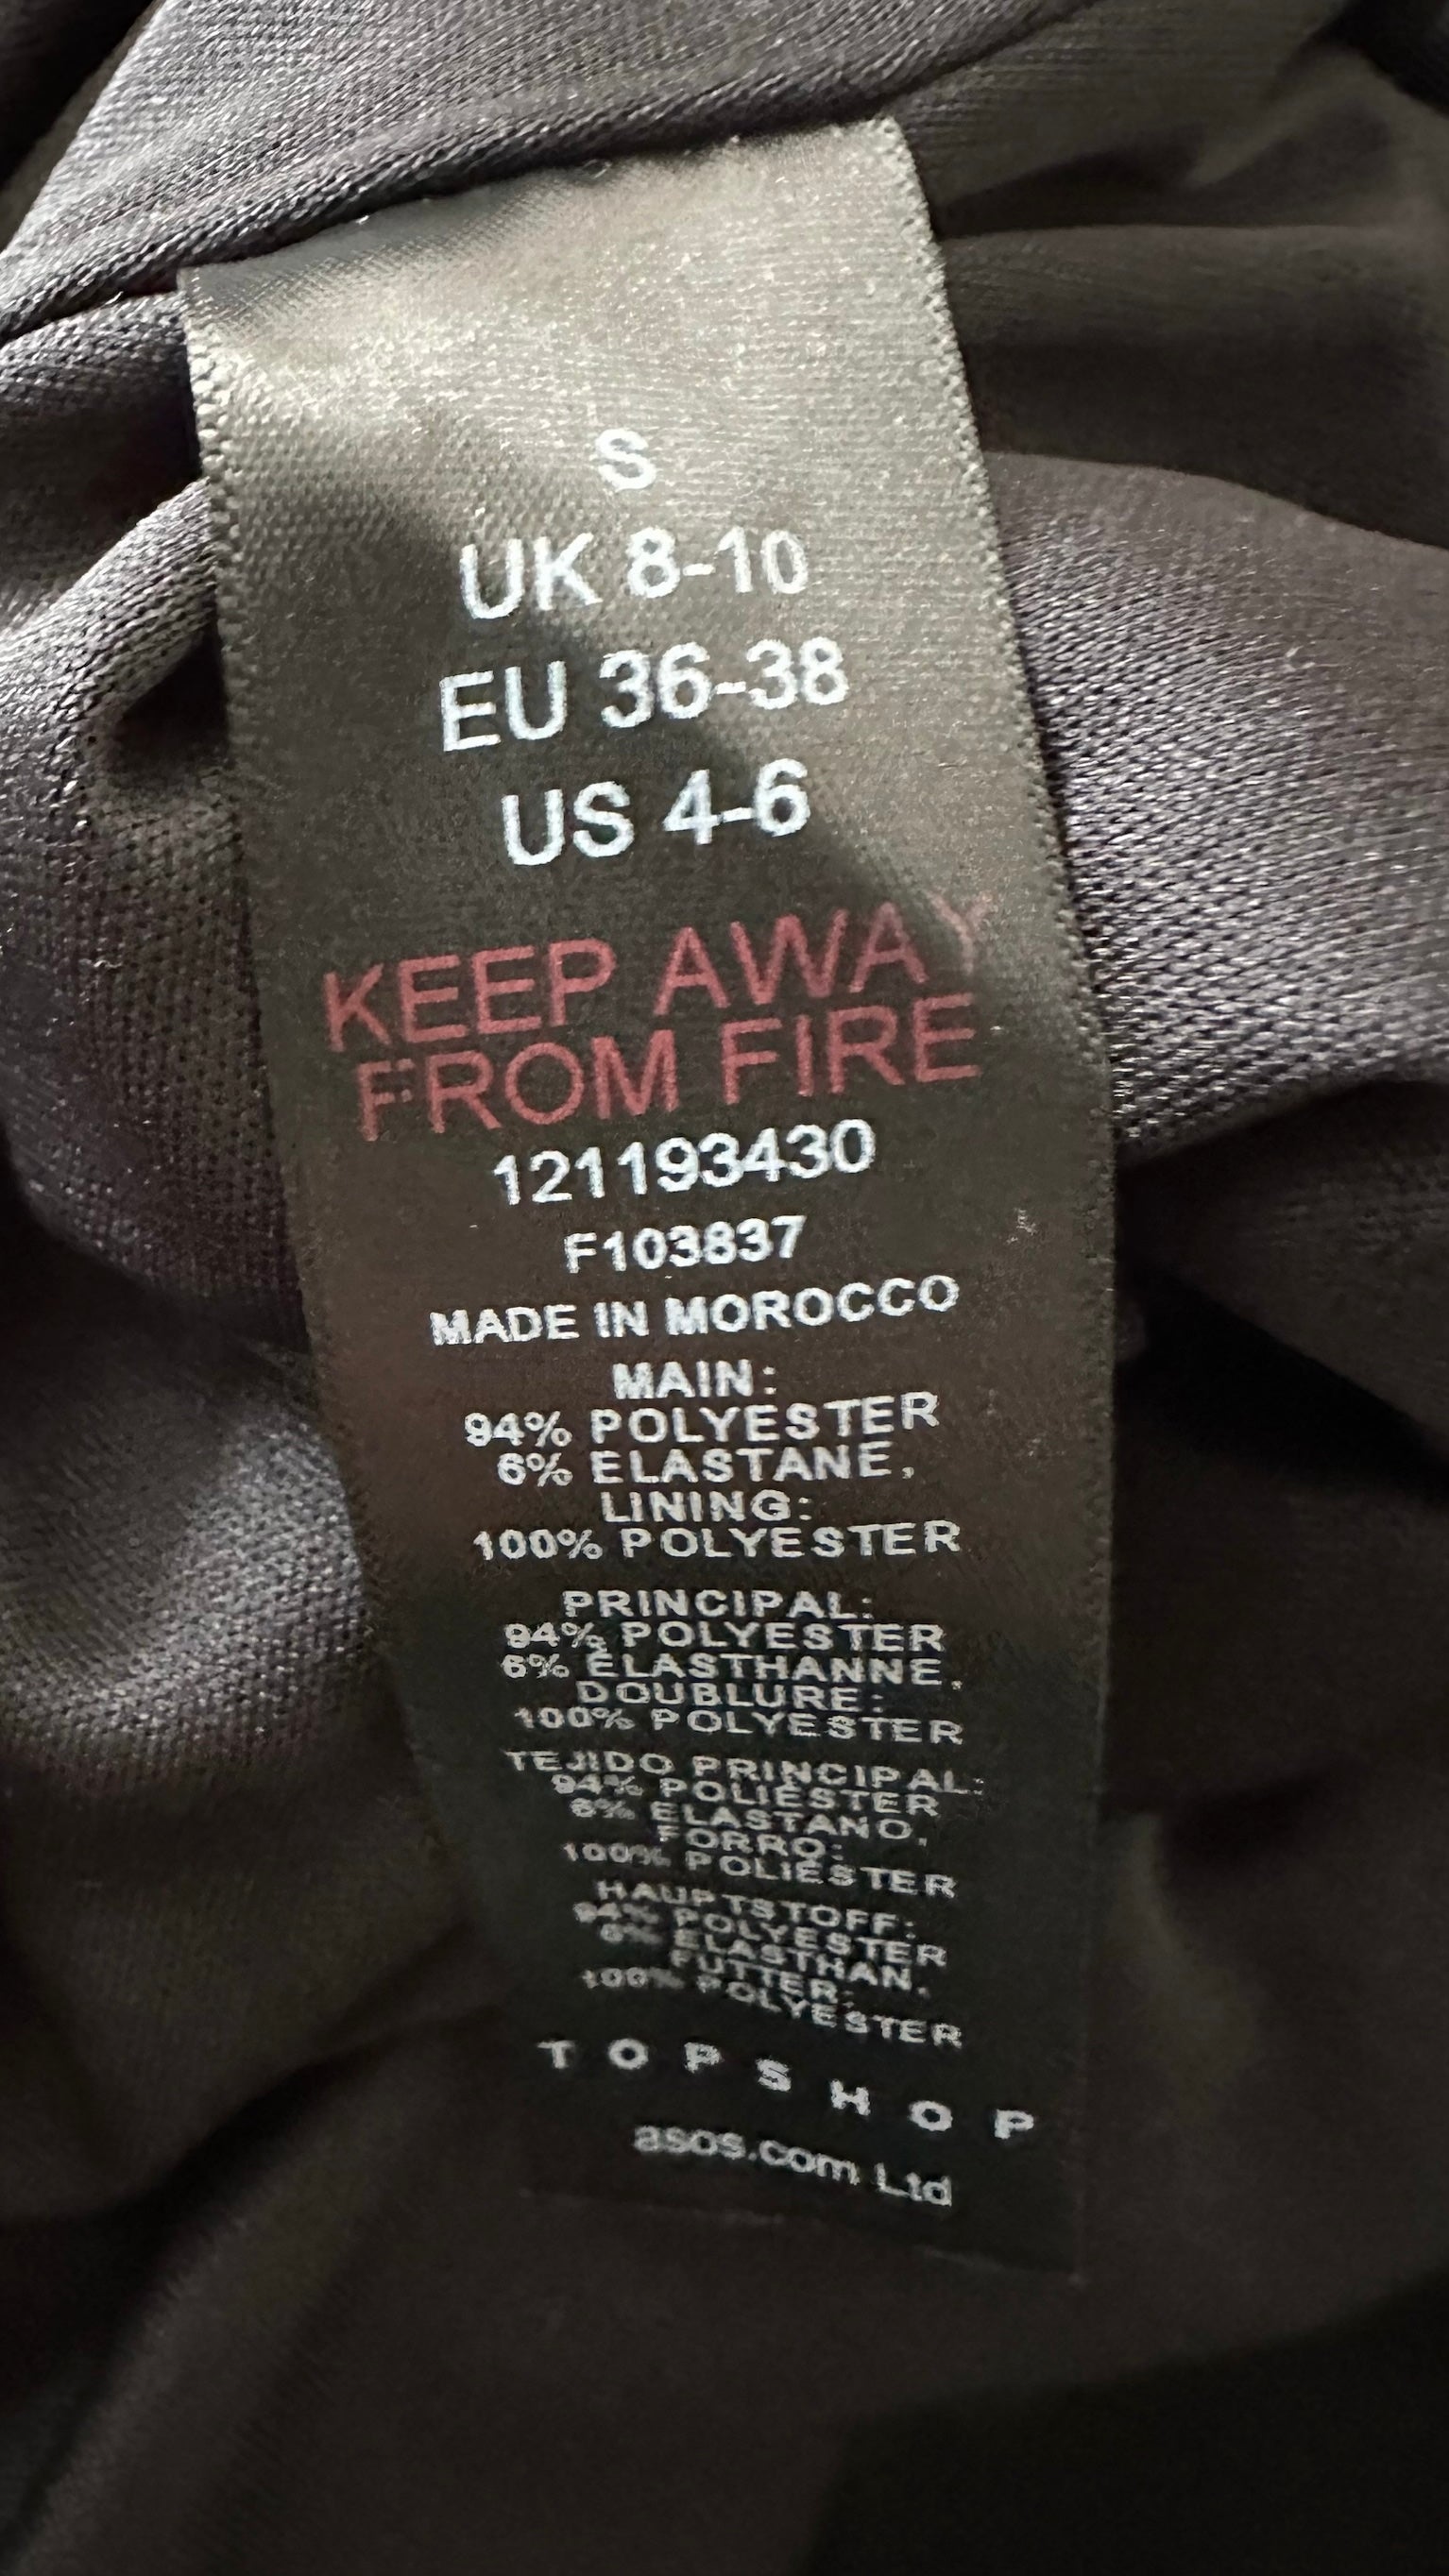 S
UK 8-10
EU 36-38
US 4-6
KEEP AWAY
FROM FIRE
121193430
F103837
MADE IN MOROCCO
MAIN:
94% POLYESTER
6% ELASTANE,
LINING:
100% POLYESTER
PRINCIPAL:
94% POLYESTER
6% ÉLASTHANNE,
DOUBLURE:
100% POLYESTER
TEJIDO PRINCIPAL:
94% POLIÉSTER
6% ELASTANO,
FORRO:
100% POLIÉSTER
HAUPTSTOFF:
94% POLYESTER
6% ELASTHAN,
FUTTER:
100% POLYESTER
TOPSHOP
asos.com Ltd